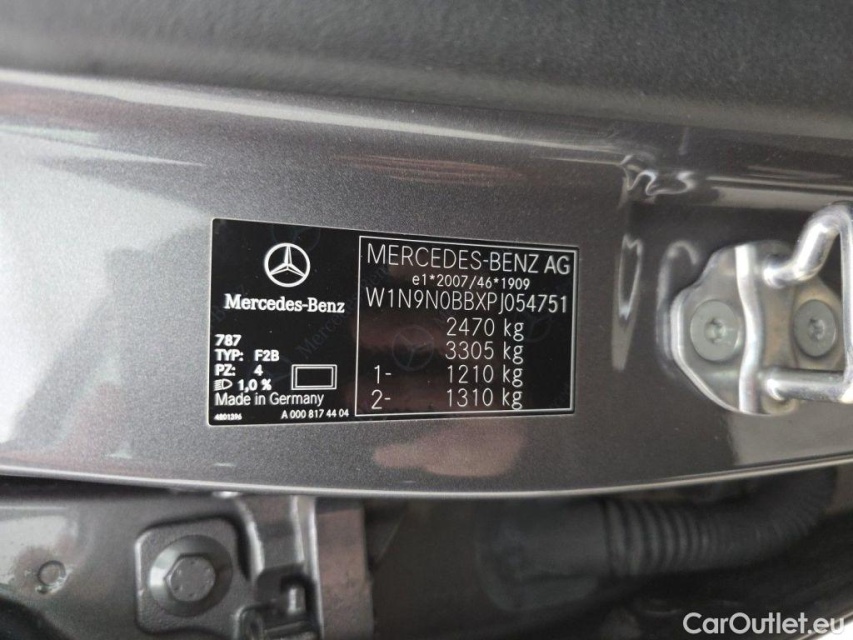 Mercedes-Benz
787
TYP: F2B
PZ: 4
1,0 %
Made in Germany
4801396
A 000 817 44 04
MERCEDES-BENZ AG
e1*2007/46*1909
W1N9N0BBXPJ054751
2470 kg
3305 kg
1- 1210 kg
2- 1310 kg
CarOutlet.eu